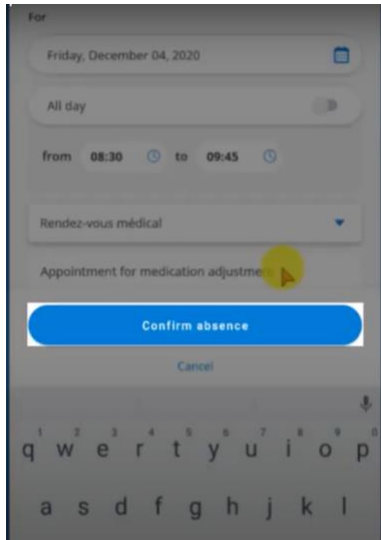 For
Friday, December 04, 2020
All day
from 08:30 to 09:45
Rendez-vous médical
Appointment for medication adjustment
Confirm absence
Cancel
1 2 3 4 5 6 7 8 9 0
q w e r t y u i o p
a s d f g h j k l